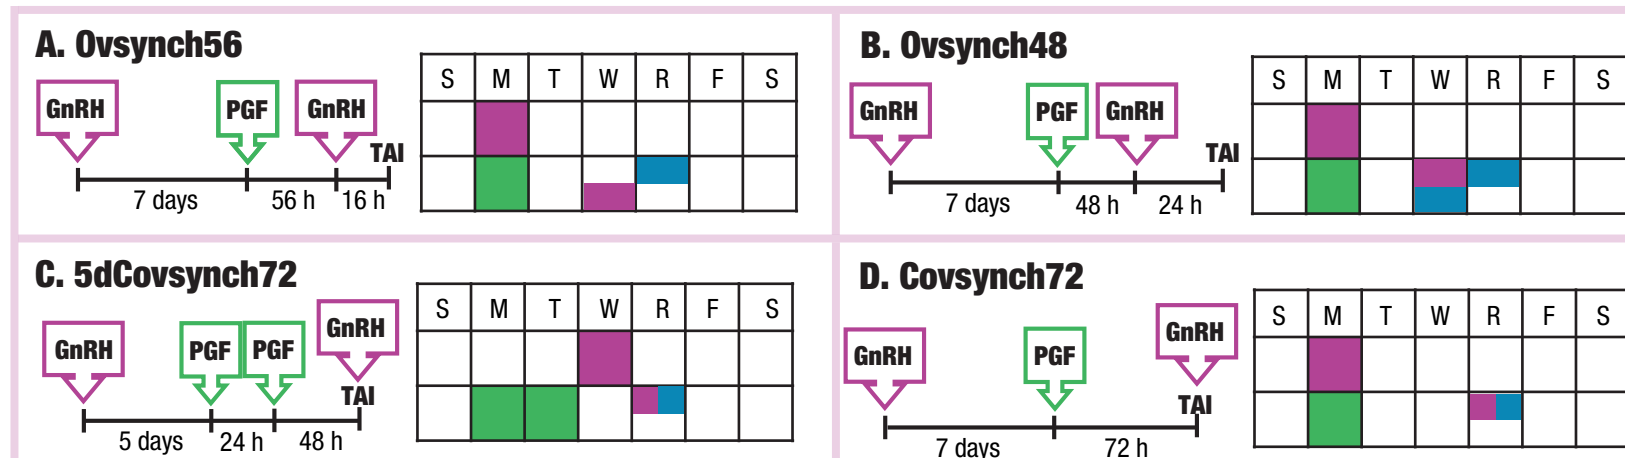 A. Ovsynch56
GnRH PGF GnRH
TAI
7 days 56 h 16 h
S M T W R F S
B. Ovsynch48
GnRH PGF GnRH
TAI
7 days 48 h 24 h
S M T W R F S
C. 5dCovsynch72
GnRH
GnRH PGF PGF
TAI
5 days 24 h 48 h
S M T W R F S
D. Covsynch72
GnRH
GnRH PGF
TAI
7 days 72 h
S M T W R F S